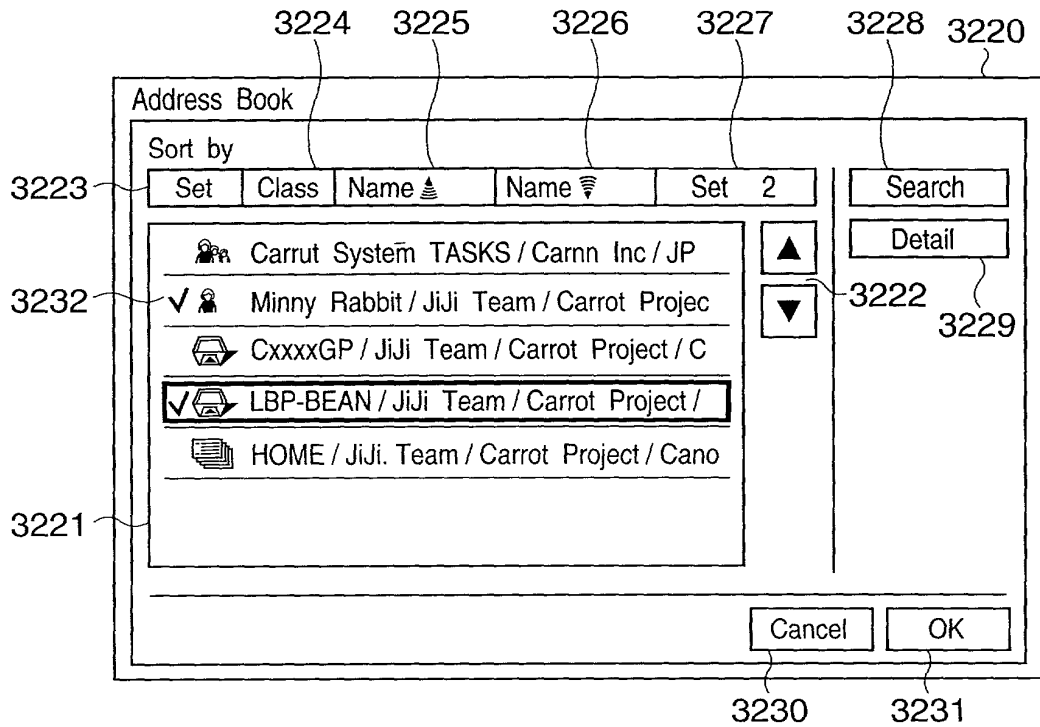 3224 3225 3226 3227 3228 3220
Address Book
Sort by
3223 Set Class Name Name Set 2 Search
Detail
Carrut System TASKS / Carnn Inc / JP
3232 Minny Rabbit / JiJi Team / Carrot Projec 3222
3229
CxxxxGP / JiJi Team / Carrot Project / C
LBP-BEAN / JiJi Team / Carrot Project /
HOME / JiJi. Team / Carrot Project / Cano
3221
Cancel OK
3230 3231